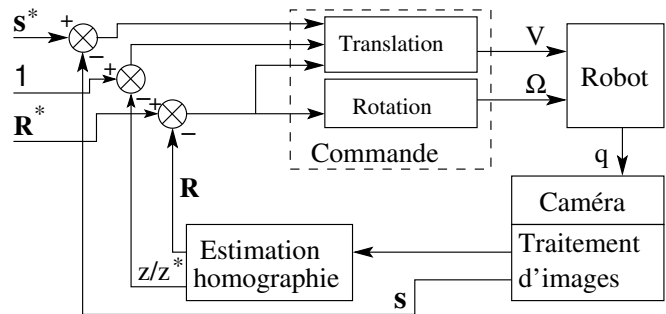 s*
+
−
Translation
V
Robot
1
+
−
R*
+
−
Rotation
Ω
Commande
q
R
Caméra
Estimation
homographie
Traitement
d'images
z/z*
s